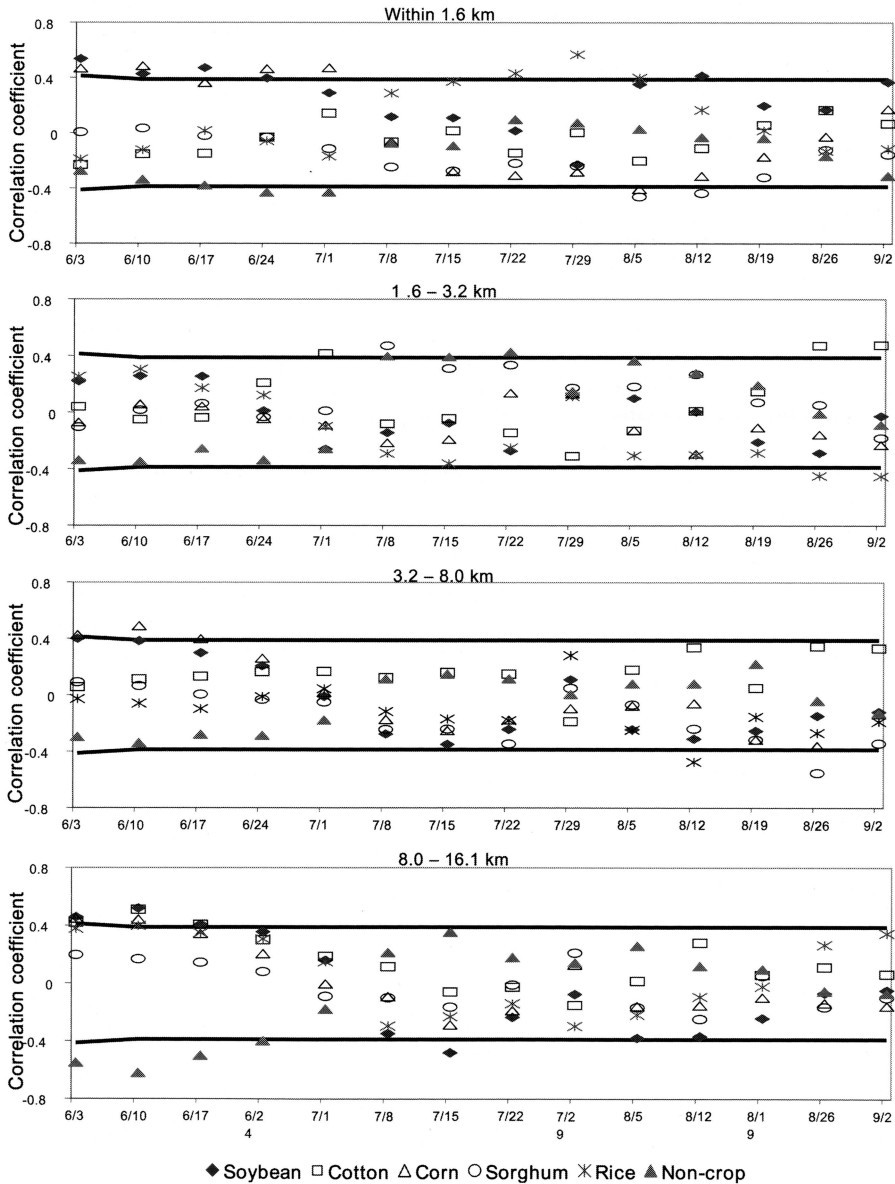 Within 1.6 km
Correlation coefficient
0.8
0.4
0
-0.4
-0.8
6/3 6/10 6/17 6/24 7/1 7/8 7/15 7/22 7/29 8/5 8/12 8/19 8/26 9/2
1 .6 – 3.2 km
Correlation coefficient
0.8
0.4
0
-0.4
-0.8
6/3 6/10 6/17 6/24 7/1 7/8 7/15 7/22 7/29 8/5 8/12 8/19 8/26 9/2
3.2 – 8.0 km
Correlation coefficient
0.8
0.4
0
-0.4
-0.8
6/3 6/10 6/17 6/24 7/1 7/8 7/15 7/22 7/29 8/5 8/12 8/19 8/26 9/2
8.0 – 16.1 km
Correlation coefficient
0.8
0.4
0
-0.4
-0.8
6/3 6/10 6/17 6/2 7/1 7/8 7/15 7/22 7/2 8/5 8/12 8/1 8/26 9/2
4 9 9
Soybean Cotton Corn Sorghum Rice Non-crop